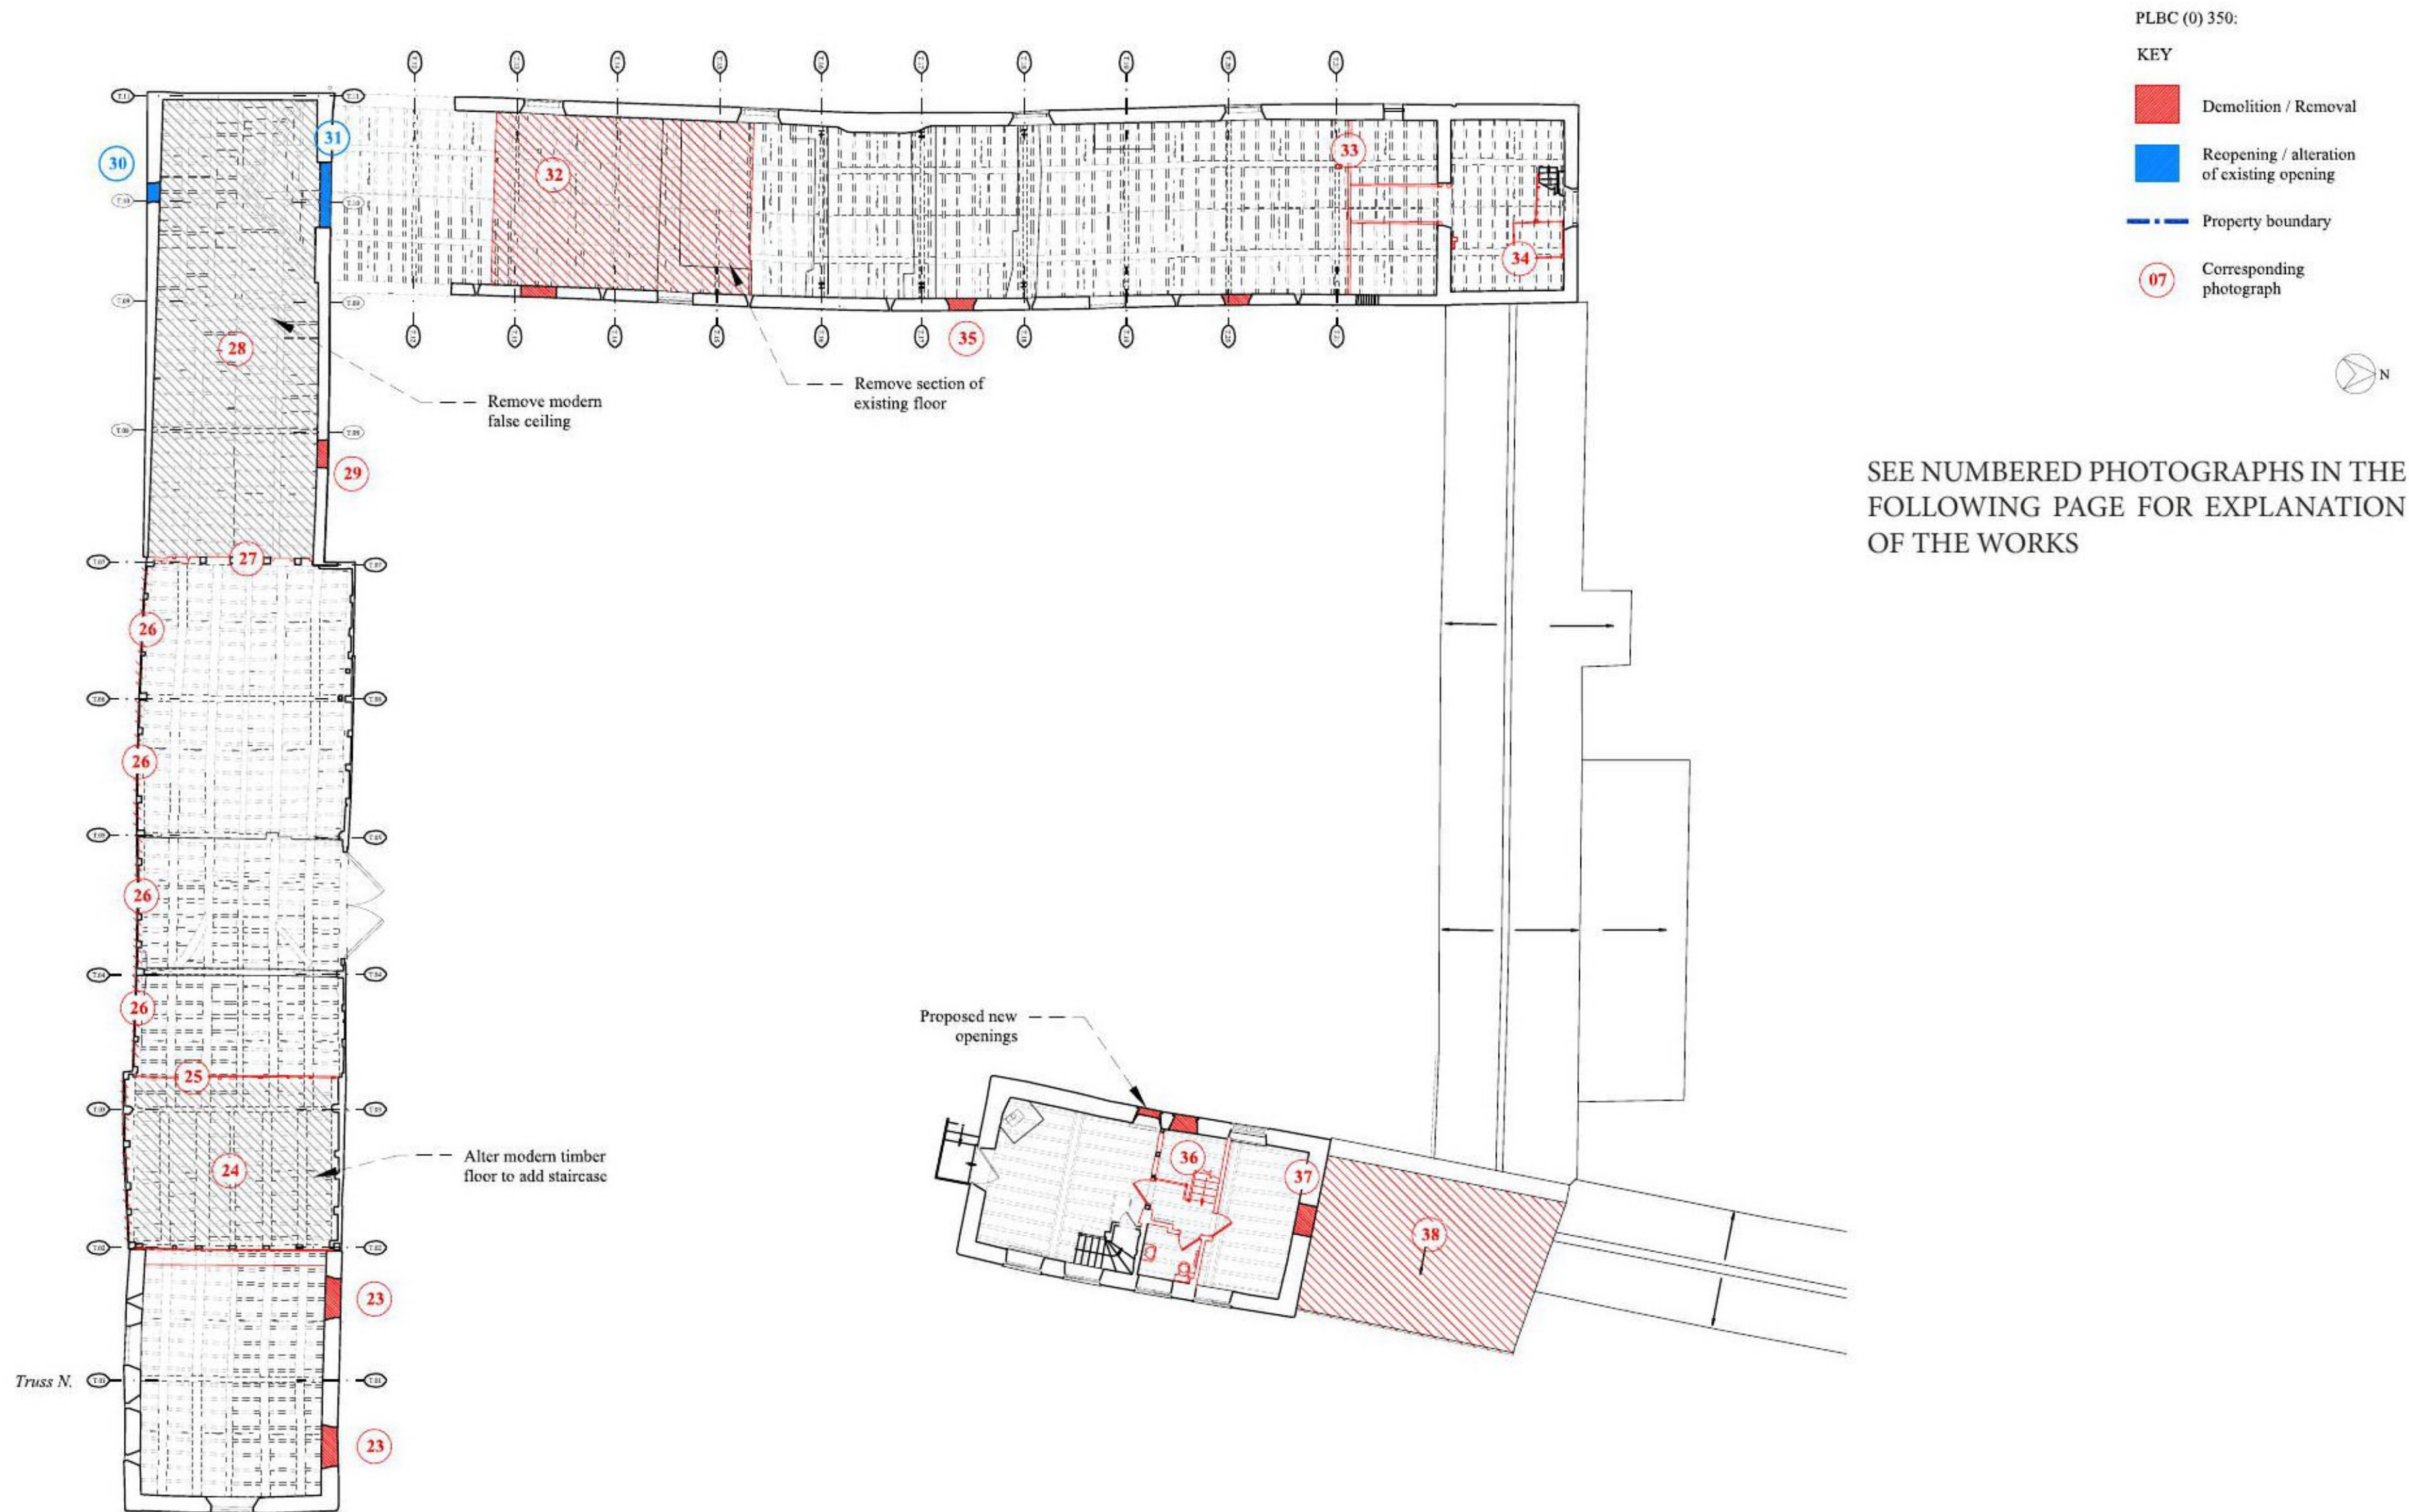 PLBC (0) 350:
KEY
Demolition / Removal
Reopening / alteration
of existing opening
Property boundary
07
Corresponding
photograph
N
SEE NUMBERED PHOTOGRAPHS IN THE
FOLLOWING PAGE FOR EXPLANATION
OF THE WORKS
30
31
32
33
34
35
28
29
Remove modern
false ceiling
Remove section of
existing floor
27
26
26
26
26
25
24
Alter modern timber
floor to add staircase
23
23
Truss N.
Proposed new
openings
36
37
38